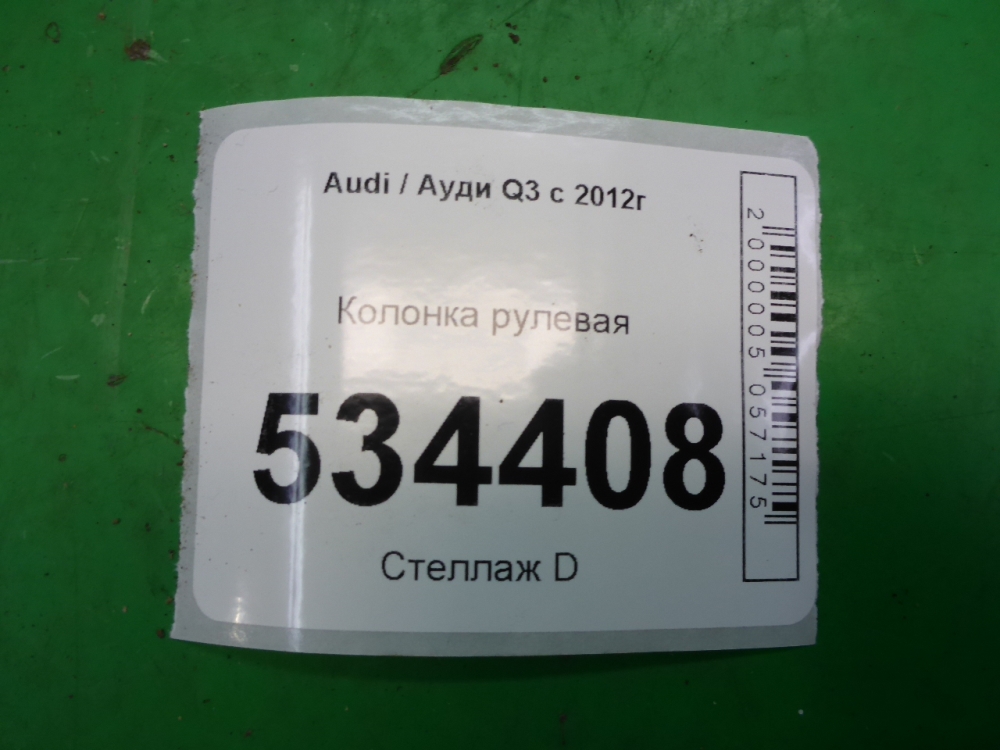 Audi / Ауди Q3 с 2012г
Колонка рулевая
534408
Стеллаж D
2000005057175